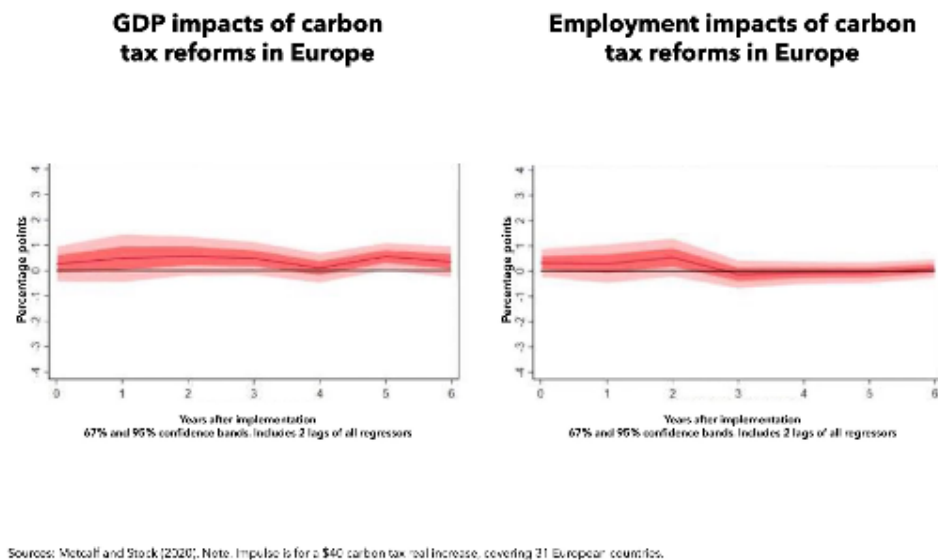 GDP impacts of carbon
tax reforms in Europe
Percentage points
4
3
2
1
0
-1
-2
-3
-4
0 1 2 3 4 5 6
Years after implementation
67% and 95% confidence bands. Includes 2 lags of all regressors
Employment impacts of carbon
tax reforms in Europe
Percentage points
4
3
2
1
0
-1
-2
-3
-4
0 1 2 3 4 5 6
Years after implementation
67% and 95% confidence bands. Includes 2 lags of all regressors
Sources: Metcalf and Stock (2020). Note. Impulse is for a $40 carbon tax real increase, covering 31 European countries.